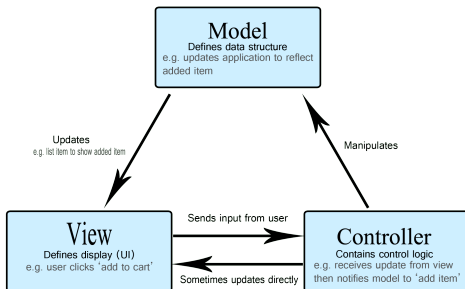 Model
Defines data structure
e.g. updates application to reflect
added item
Updates
e.g. list item to show added item
Manipulates
View
Defines display (UI)
e.g. user clicks ‘add to cart’
Sends input from user
Sometimes updates directly
Controller
Contains control logic
e.g. receives update from view
then notifies model to ‘add item’